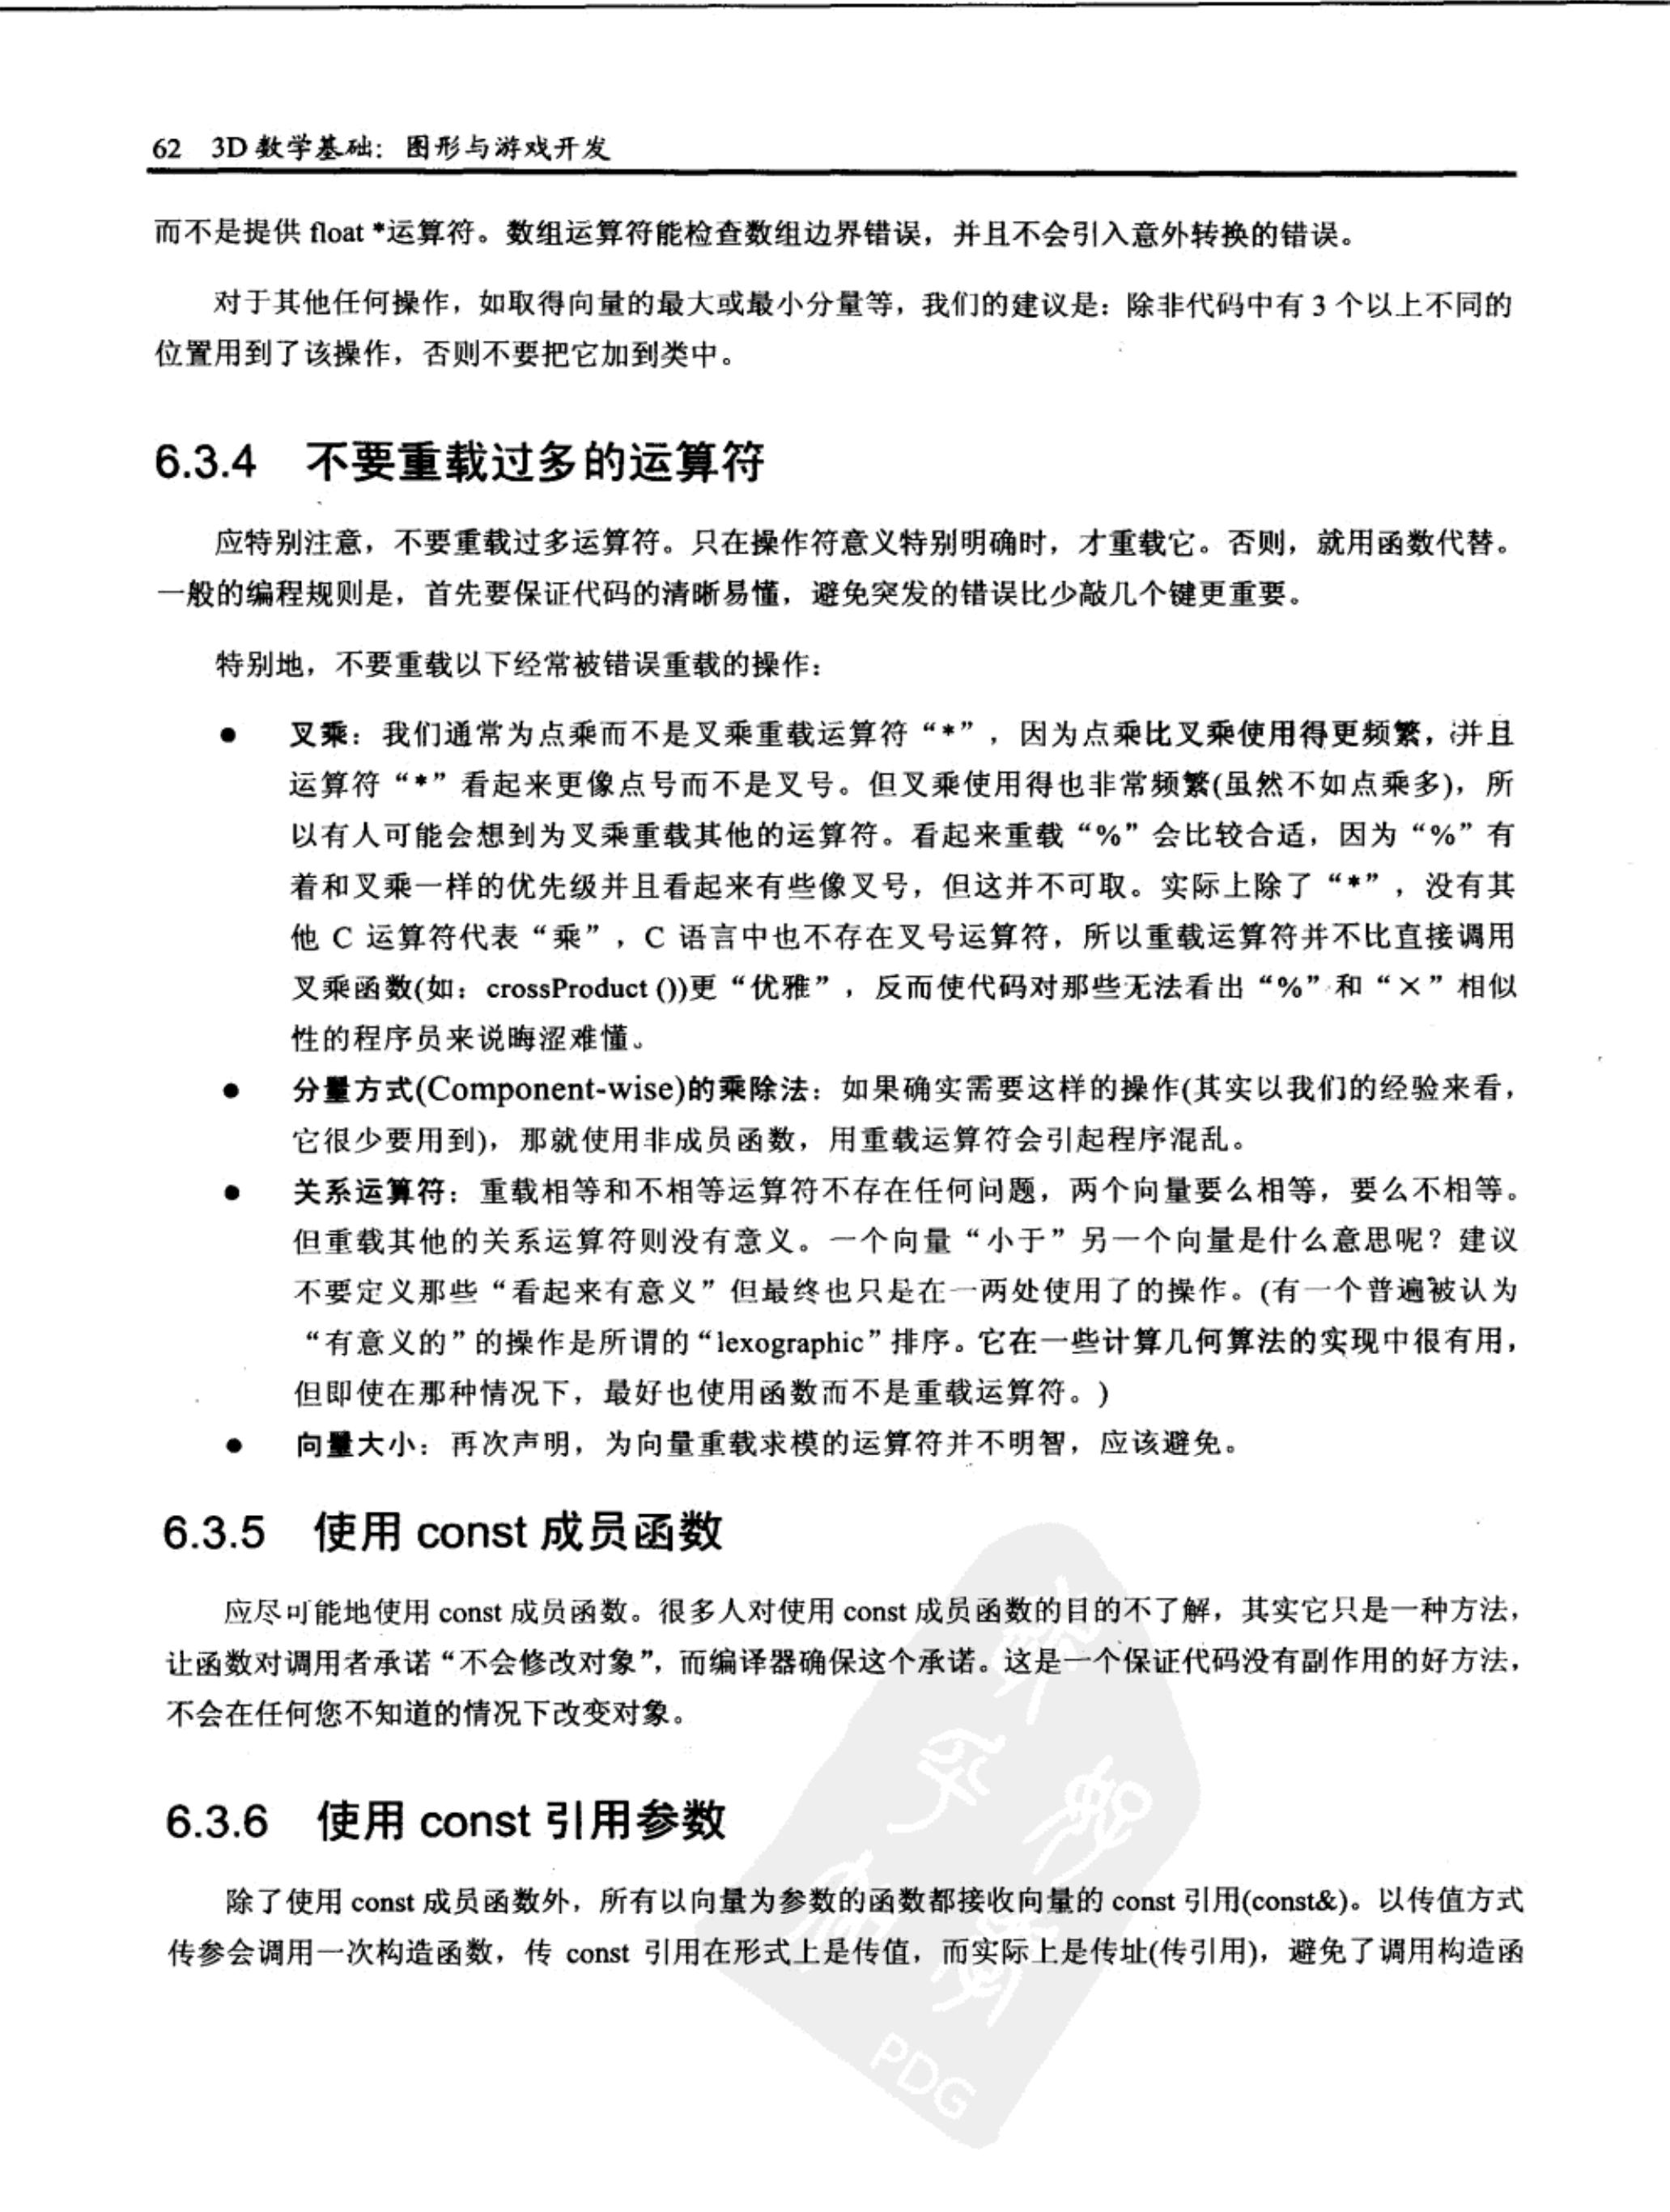 62 3D 数学基础：图形与游戏开发
而不是提供 float *运算符。数组运算符能检查数组边界错误，并且不会引入意外转换的错误。
对于其他任何操作，如取得向量的最大或最小分量等，我们的建议是：除非代码中有 3 个以上不同的
位置用到了该操作，否则不要把它加到类中。
6.3.4 不要重载过多的运算符
应特别注意，不要重载过多运算符。只在操作符意义特别明确时，才重载它。否则，就用函数代替。
一般的编程规则是，首先要保证代码的清晰易懂，避免突发的错误比少敲几个键更重要。
特别地，不要重载以下经常被错误重载的操作：
● 叉乘：我们通常为点乘而不是叉乘重载运算符“*”，因为点乘比叉乘使用得更频繁，并且
运算符“*”看起来更像点号而不是叉号。但叉乘使用得也非常频繁(虽然不如点乘多)，所
以有人可能会想到为叉乘重载其他的运算符。看起来重载“%”会比较合适，因为“%”有
着和叉乘一样的优先级并且看起来有些像叉号，但这并不可取。实际上除了“*”，没有其
他 C 运算符代表“乘”，C 语言中也不存在叉号运算符，所以重载运算符并不比直接调用
叉乘函数(如：crossProduct ())更“优雅”，反而使代码对那些无法看出“%”和“×”相似
性的程序员来说晦涩难懂。
● 分量方式(Component-wise)的乘除法：如果确实需要这样的操作(其实以我们的经验来看，
它很少要用到)，那就使用非成员函数，用重载运算符会引起程序混乱。
● 关系运算符：重载相等和不相等运算符不存在任何问题，两个向量要么相等，要么不相等。
但重载其他的关系运算符则没有意义。一个向量“小于”另一个向量是什么意思呢？建议
不要定义那些“看起来有意义”但最终也只是在一两处使用了的操作。(有一个普遍被认为
“有意义的”的操作是所谓的“lexographic”排序。它在一些计算几何算法的实现中很有用，
但即使在那种情况下，最好也使用函数而不是重载运算符。)
● 向量大小：再次声明，为向量重载求模的运算符并不明智，应该避免。
6.3.5 使用 const 成员函数
应尽可能地使用 const 成员函数。很多人对使用 const 成员函数的目的不了解，其实它只是一种方法，
让函数对调用者承诺“不会修改对象”，而编译器确保这个承诺。这是一个保证代码没有副作用的好方法，
不会在任何您不知道的情况下改变对象。
6.3.6 使用 const 引用参数
除了使用 const 成员函数外，所有以向量为参数的函数都接收向量的 const 引用(const&)。以传值方式
传参会调用一次构造函数，传 const 引用在形式上是传值，而实际上是传址(传引用)，避免了调用构造函
PDG